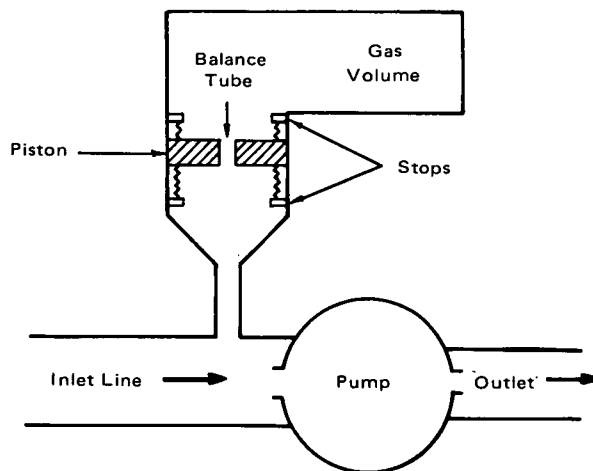 Balance
Tube
Gas
Volume
Piston
Stops
Inlet Line
Pump
Outlet